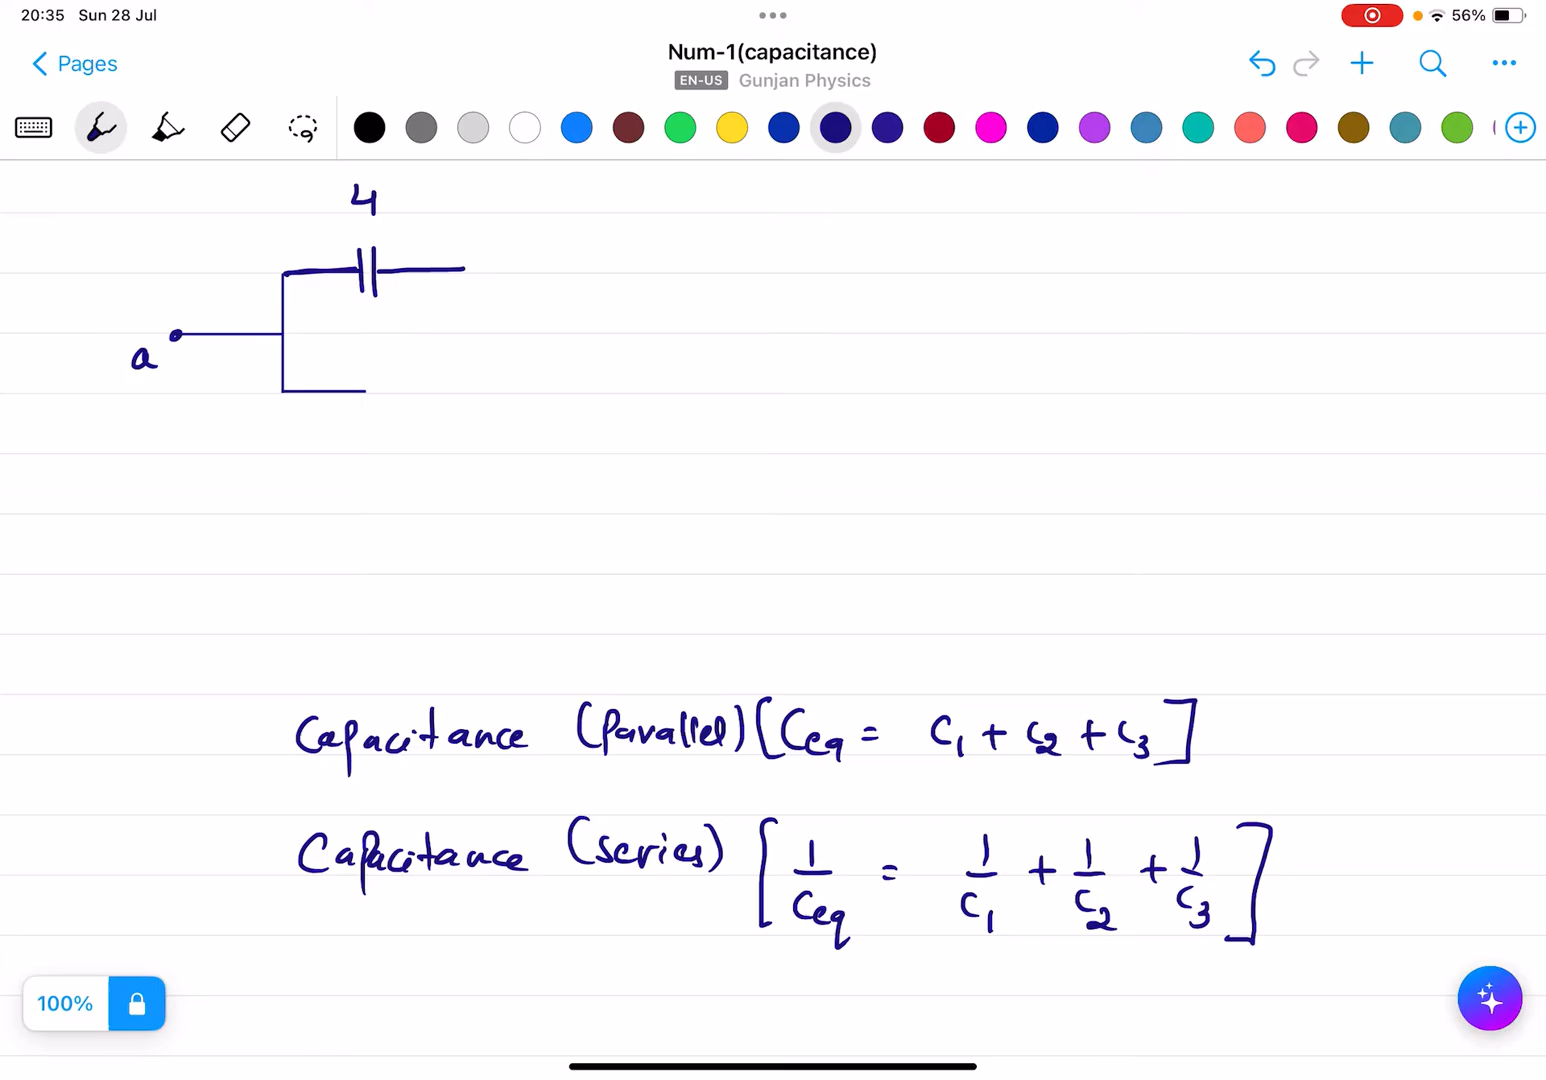 20:35 Sun 28 Jul
56%
Pages
Num-1(capacitance)
EN-US Gunjan Physics
4
a
Capacitance (Parallel) [Ceq = C1 + C2 + C3]
Capacitance (series) [1/Ceq = 1/C1 + 1/C2 + 1/C3]
100%